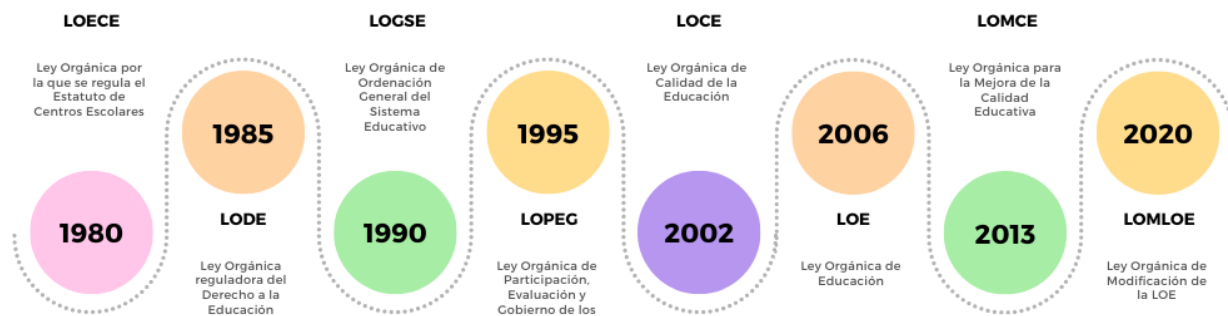 LOECE
Ley Orgánica por
la que se regula el
Estatuto de
Centros Escolares
1980
1985
LODE
Ley Orgánica
reguladora del
Derecho a la
Educación
LOGSE
Ley Orgánica de
Ordenación
General del
Sistema
Educativo
1990
1995
LOPEG
Ley Orgánica de
Participación,
Evaluación y
Gobierno de los
LOCE
Ley Orgánica de
Calidad de la
Educación
2002
2006
LOE
Ley Orgánica de
Educación
LOMCE
Ley Orgánica para
la Mejora de la
Calidad
Educativa
2013
2020
LOMLOE
Ley Orgánica de
Modificación de
la LOE